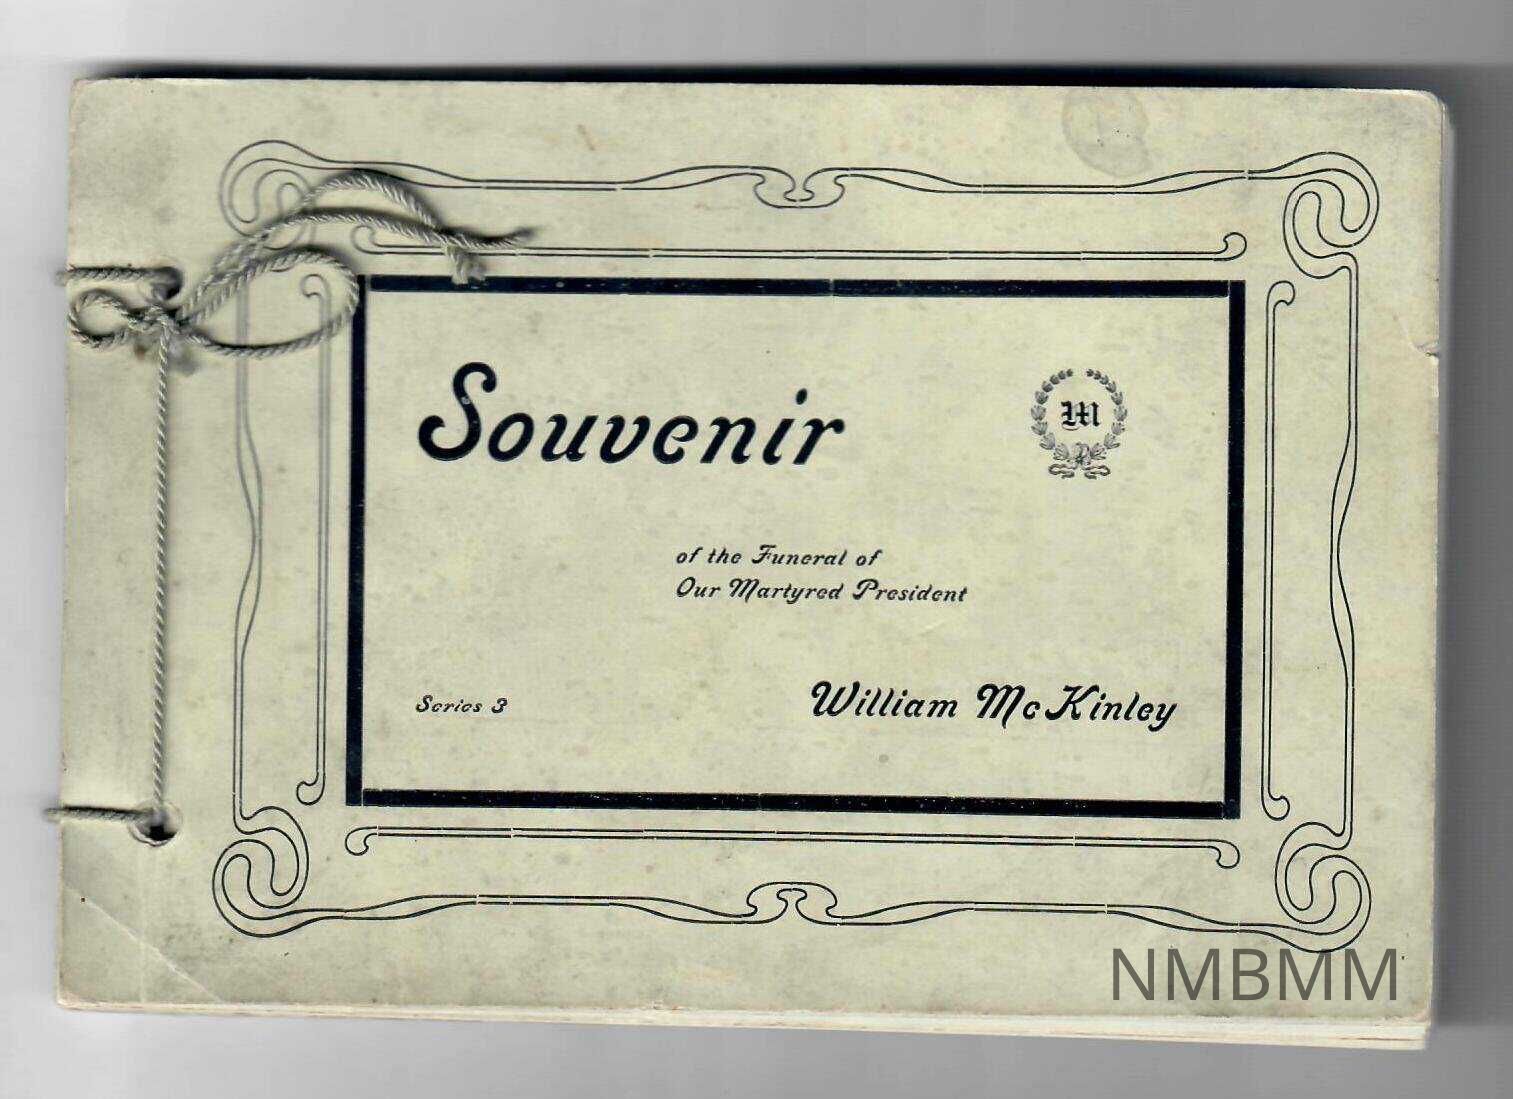 Souvenir
M
of the Funeral of
Our Martyred President
Series 3
William McKinley
NMBMM